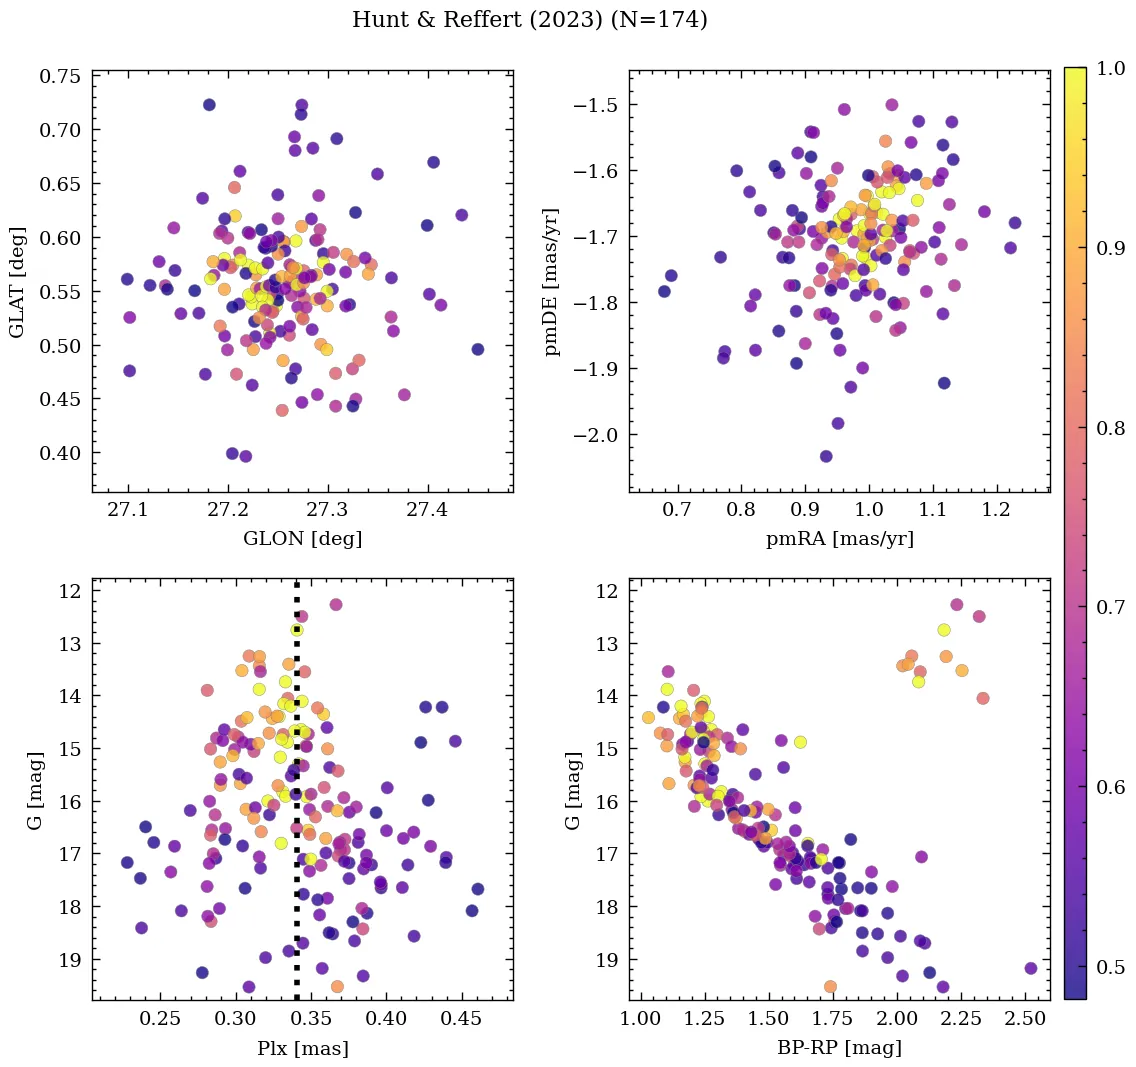 Hunt & Reffert (2023) (N=174)
0.75
0.70
0.65
0.60
0.55
0.50
0.45
0.40
GLAT [deg]
27.1 27.2 27.3 27.4
GLON [deg]
−1.5
−1.6
−1.7
−1.8
−1.9
−2.0
pmDE [mas/yr]
0.7 0.8 0.9 1.0 1.1 1.2
pmRA [mas/yr]
12
13
14
15
16
17
18
19
G [mag]
0.25 0.30 0.35 0.40 0.45
Plx [mas]
12
13
14
15
16
17
18
19
G [mag]
1.00 1.25 1.50 1.75 2.00 2.25 2.50
BP-RP [mag]
1.0
0.9
0.8
0.7
0.6
0.5